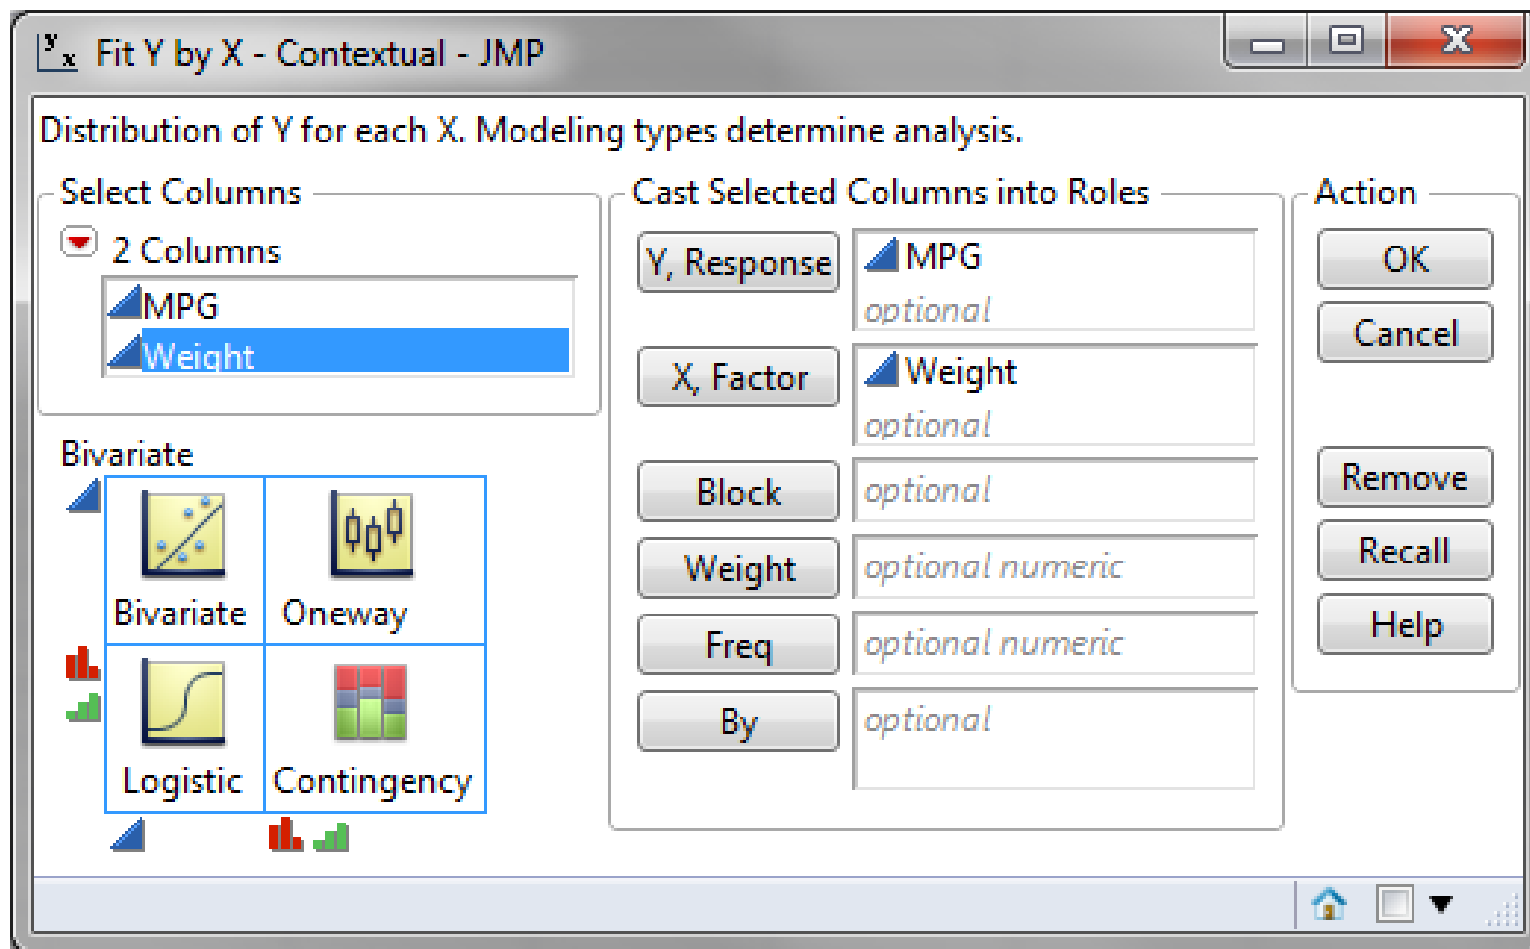 Fit Y by X - Contextual - JMP
Distribution of Y for each X. Modeling types determine analysis.
Select Columns
2 Columns
MPG
Weight
Bivariate
Bivariate
Oneway
Logistic
Contingency
Cast Selected Columns into Roles
Y, Response
MPG
optional
X, Factor
Weight
optional
Block
optional
Weight
optional numeric
Freq
optional numeric
By
optional
Action
OK
Cancel
Remove
Recall
Help